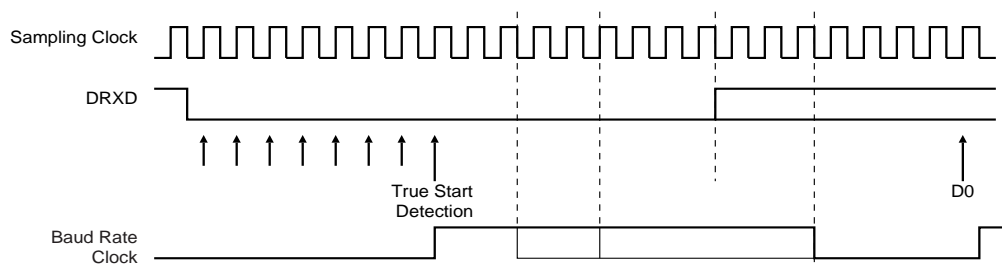 Sampling Clock
DRXD
True Start
Detection
D0
Baud Rate
Clock